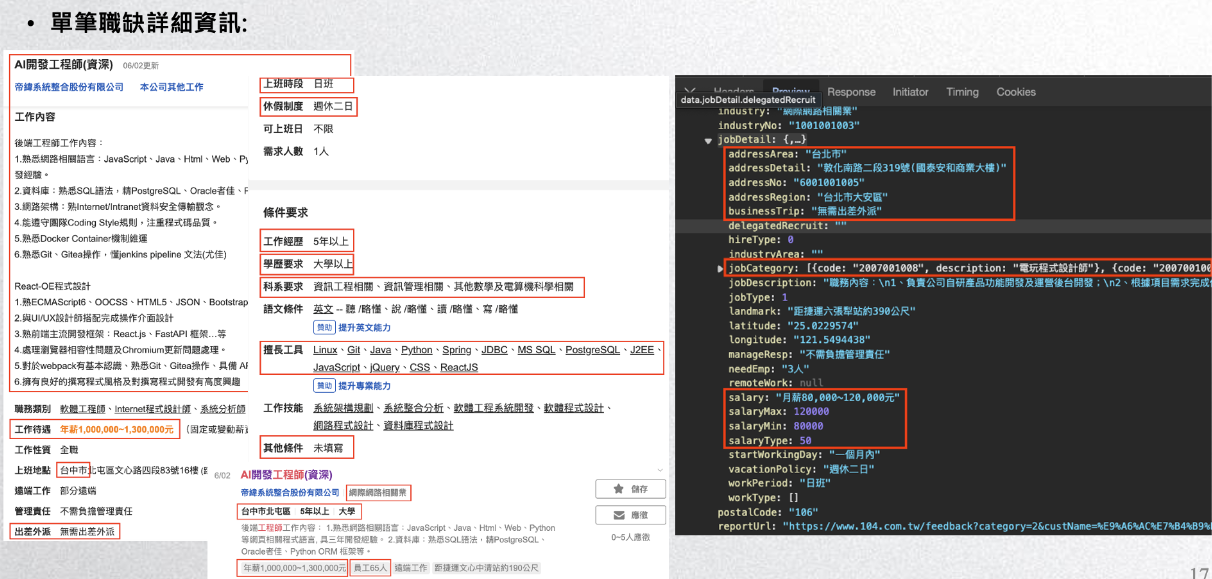 • 單筆職缺詳細資訊:
AI開發工程師(資深) 06/02更新
帝緯系統整合股份有限公司 本公司其他工作
工作內容
後端工程師工作內容：
1.熟悉網路相關語言：JavaScript、Java、Html、Web、Py
發經驗。
2.資料庫：熟悉SQL語法，精PostgreSQL、Oracle者佳、F
3.網路架構：熟Internet/Intranet資料安全傳輸觀念。
4.能遵守團隊Coding Style規則，注重程式碼品質。
5.熟悉Docker Container機制維運
6.熟悉Git、Gitea操作，懂jenkins pipeline 文法(尤佳)
React-OE程式設計
1.熟ECMAScript6、OOCSS、HTML5、JSON、Bootstrap
2.與UI/UX設計師搭配完成操作介面設計
3.熟前端主流開發框架：React.js、FastAPI 框架...等
4.處理瀏覽器相容性問題及Chromium更新問題處理。
5.對於webpack有基本認識、熟悉Git、Gitea操作、具備 AF
6.擁有良好的撰寫程式風格及對撰寫程式開發有高度興趣
職務類別 軟體工程師、Internet程式設計師、系統分析師
工作待遇 年薪1,000,000~1,300,000元 (固定或變動薪
工作性質 全職
上班地點 台中市北屯區文心路四段83號16樓
遠端工作 部分遠端
管理責任 不需負擔管理責任
出差外派 無需出差外派
上班時段 日班
休假制度 週休二日
可上班日 不限
需求人數 1人
條件要求
工作經歷 5年以上
學歷要求 大學以上
科系要求 資訊工程相關、資訊管理相關、其他數學及電算機科學相關
語文條件 英文 -- 聽 /略懂、說 /略懂、讀 /略懂、寫 /略懂
贊助 提升英文能力
擅長工具 Linux、Git、Java、Python、Spring、JDBC、MS SQL、PostgreSQL、J2EE、
JavaScript、jQuery、CSS、ReactJS
贊助 提升專業能力
工作技能 系統架構規劃、系統整合分析、軟體工程系統開發、軟體程式設計、
網路程式設計、資料庫程式設計
其他條件 未填寫
6/02 AI開發工程師(資深)
帝緯系統整合股份有限公司 網際網路相關業
台中市北屯區 5年以上 大學
後端工程師工作內容： 1.熟悉網路相關語言：JavaScript、Java、Html、Web、Python
等網頁相關程式語言, 具三年開發經驗。 2.資料庫：熟悉SQL語法，精PostgreSQL、
Oracle者佳、Python ORM 框架等。
年薪1,000,000~1,300,000元 員工65人 遠端工作 距捷運文心中清站約190公尺
儲存
應徵
0~5人應徵
Headers Preview Response Initiator Timing Cookies
data.jobDetail.delegatedRecruit
industry: "網際網路相關業"
industryNo: "1001001003"
jobDetail: {,…}
addressArea: "台北市"
addressDetail: "敦化南路二段319號(國泰安和商業大樓)"
addressNo: "6001001005"
addressRegion: "台北市大安區"
businessTrip: "無需出差外派"
delegatedRecruit: ""
hireType: 0
industryArea: ""
jobCategory: [{code: "2007001008", description: "電玩程式設計師"}, {code: "200700100
jobDescription: "職務內容：\n1、負責公司自研產品功能開發及運營後台開發；\n2、根據項目需求完成
jobType: 1
landmark: "距捷運六張犁站約390公尺"
latitude: "25.0229574"
longitude: "121.5494438"
manageResp: "不需負擔管理責任"
needEmp: "3人"
remoteWork: null
salary: "月薪80,000~120,000元"
salaryMax: 120000
salaryMin: 80000
salaryType: 50
startWorkingDay: "一個月內"
vacationPolicy: "週休二日"
workPeriod: "日班"
workType: []
postalCode: "106"
reportUrl: "https://www.104.com.tw/feedback?category=2&custName=%E9%A6%AC%E7%B4%B9%
17